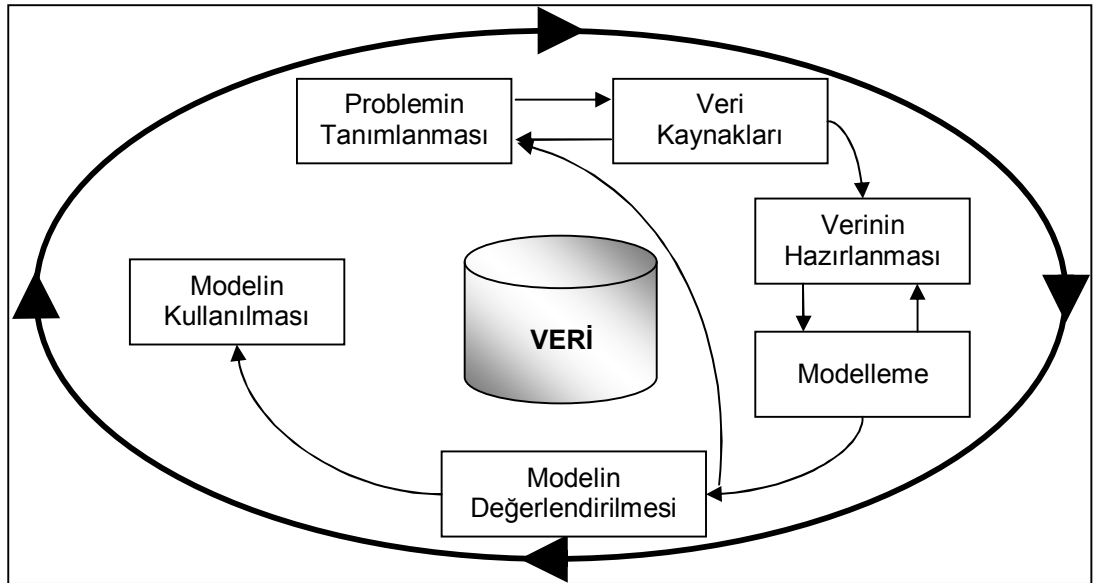 Problemin
Tanımlanması
Veri
Kaynakları
Verinin
Hazırlanması
Modelleme
Modelin
Değerlendirilmesi
Modelin
Kullanılması
VERİ